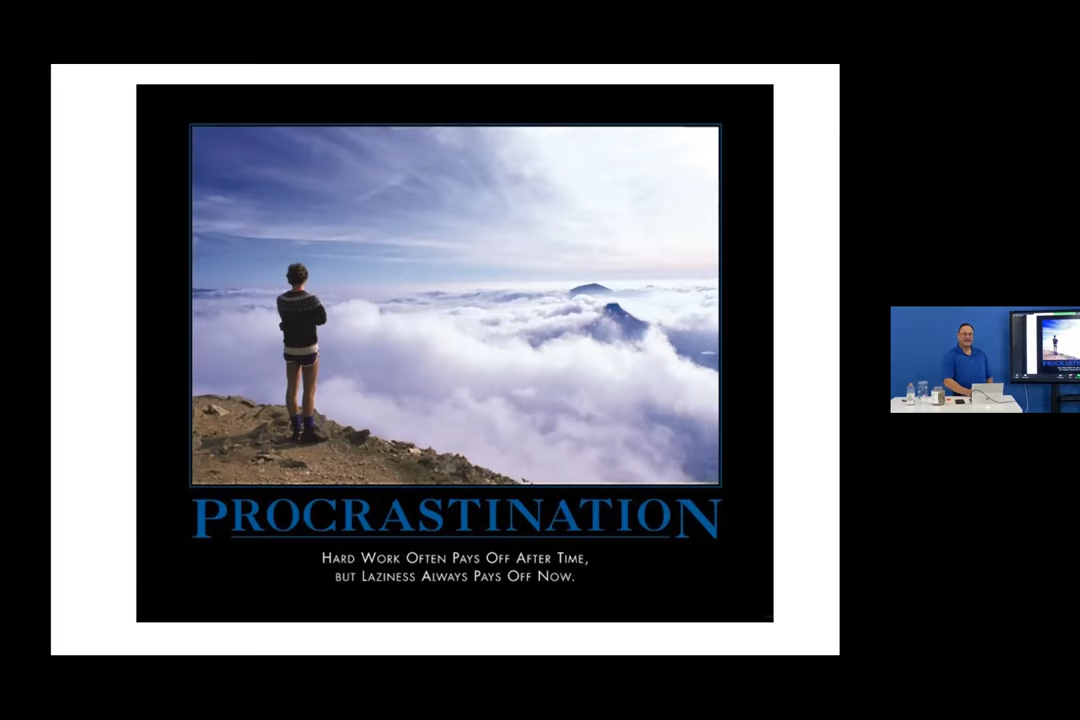 PROCRASTINATION
HARD WORK OFTEN PAYS OFF AFTER TIME,
BUT LAZINESS ALWAYS PAYS OFF NOW.